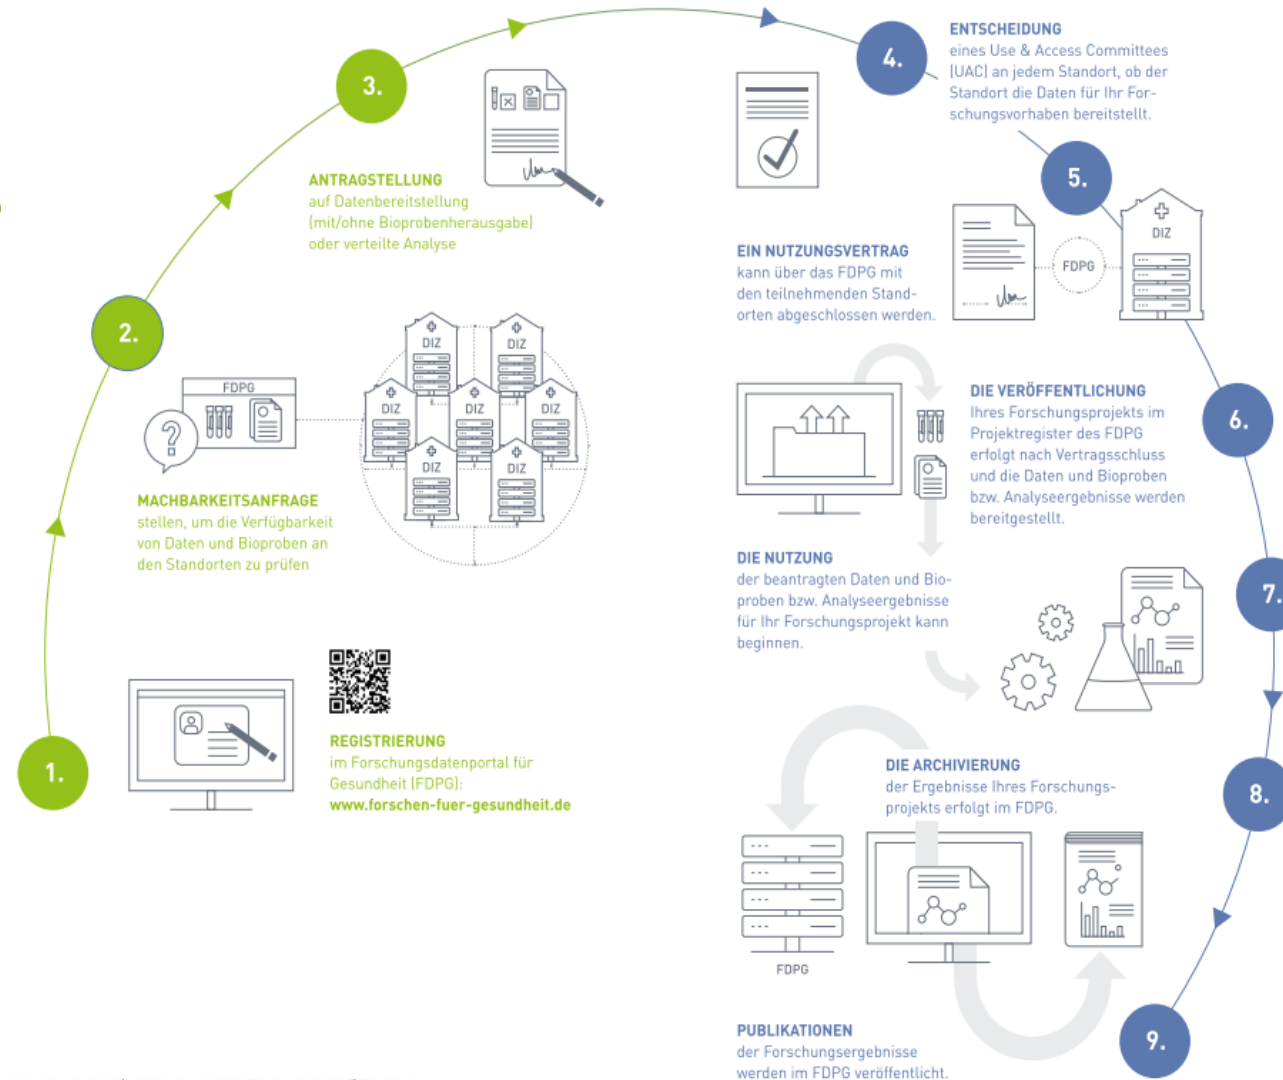 1.
REGISTRIERUNG
im Forschungsdatenportal für
Gesundheit (FDPG):
www.forschen-fuer-gesundheit.de
2.
FDPG
?
DIZ
DIZ
DIZ
DIZ
DIZ
DIZ
DIZ
MACHBARKEITSANFRAGE
stellen, um die Verfügbarkeit
von Daten und Bioproben an
den Standorten zu prüfen
3.
ANTRAGSTELLUNG
auf Datenbereitstellung
(mit/ohne Bioprobenherausgabe)
oder verteilte Analyse
4.
ENTSCHEIDUNG
eines Use & Access Committees
(UAC) an jedem Standort, ob der
Standort die Daten für Ihr For-
schungsvorhaben bereitstellt.
5.
EIN NUTZUNGSVERTRAG
kann über das FDPG mit
den teilnehmenden Stand-
orten abgeschlossen werden.
FDPG
DIZ
6.
DIE VERÖFFENTLICHUNG
Ihres Forschungsprojekts im
Projektregister des FDPG
erfolgt nach Vertragsschluss
und die Daten und Bioproben
bzw. Analyseergebnisse werden
bereitgestellt.
7.
DIE NUTZUNG
der beantragten Daten und Bio-
proben bzw. Analyseergebnisse
für Ihr Forschungsprojekt kann
beginnen.
8.
DIE ARCHIVIERUNG
der Ergebnisse Ihres Forschungs-
projekts erfolgt im FDPG.
FDPG
9.
PUBLIKATIONEN
der Forschungsergebnisse
werden im FDPG veröffentlicht.